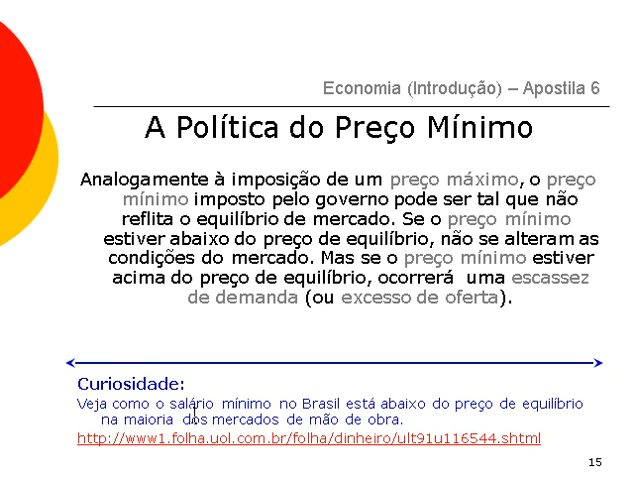 Economia (Introdução) – Apostila 6
A Política do Preço Mínimo
Analogamente à imposição de um preço máximo, o preço
mínimo imposto pelo governo pode ser tal que não
reflita o equilíbrio de mercado. Se o preço mínimo
estiver abaixo do preço de equilíbrio, não se alteram as
condições do mercado. Mas se o preço mínimo estiver
acima do preço de equilíbrio, ocorrerá uma escassez
de demanda (ou excesso de oferta).
Curiosidade:
Veja como o salário mínimo no Brasil está abaixo do preço de equilíbrio
na maioria dos mercados de mão de obra.
http://www1.folha.uol.com.br/folha/dinheiro/ult91u116544.shtml
15